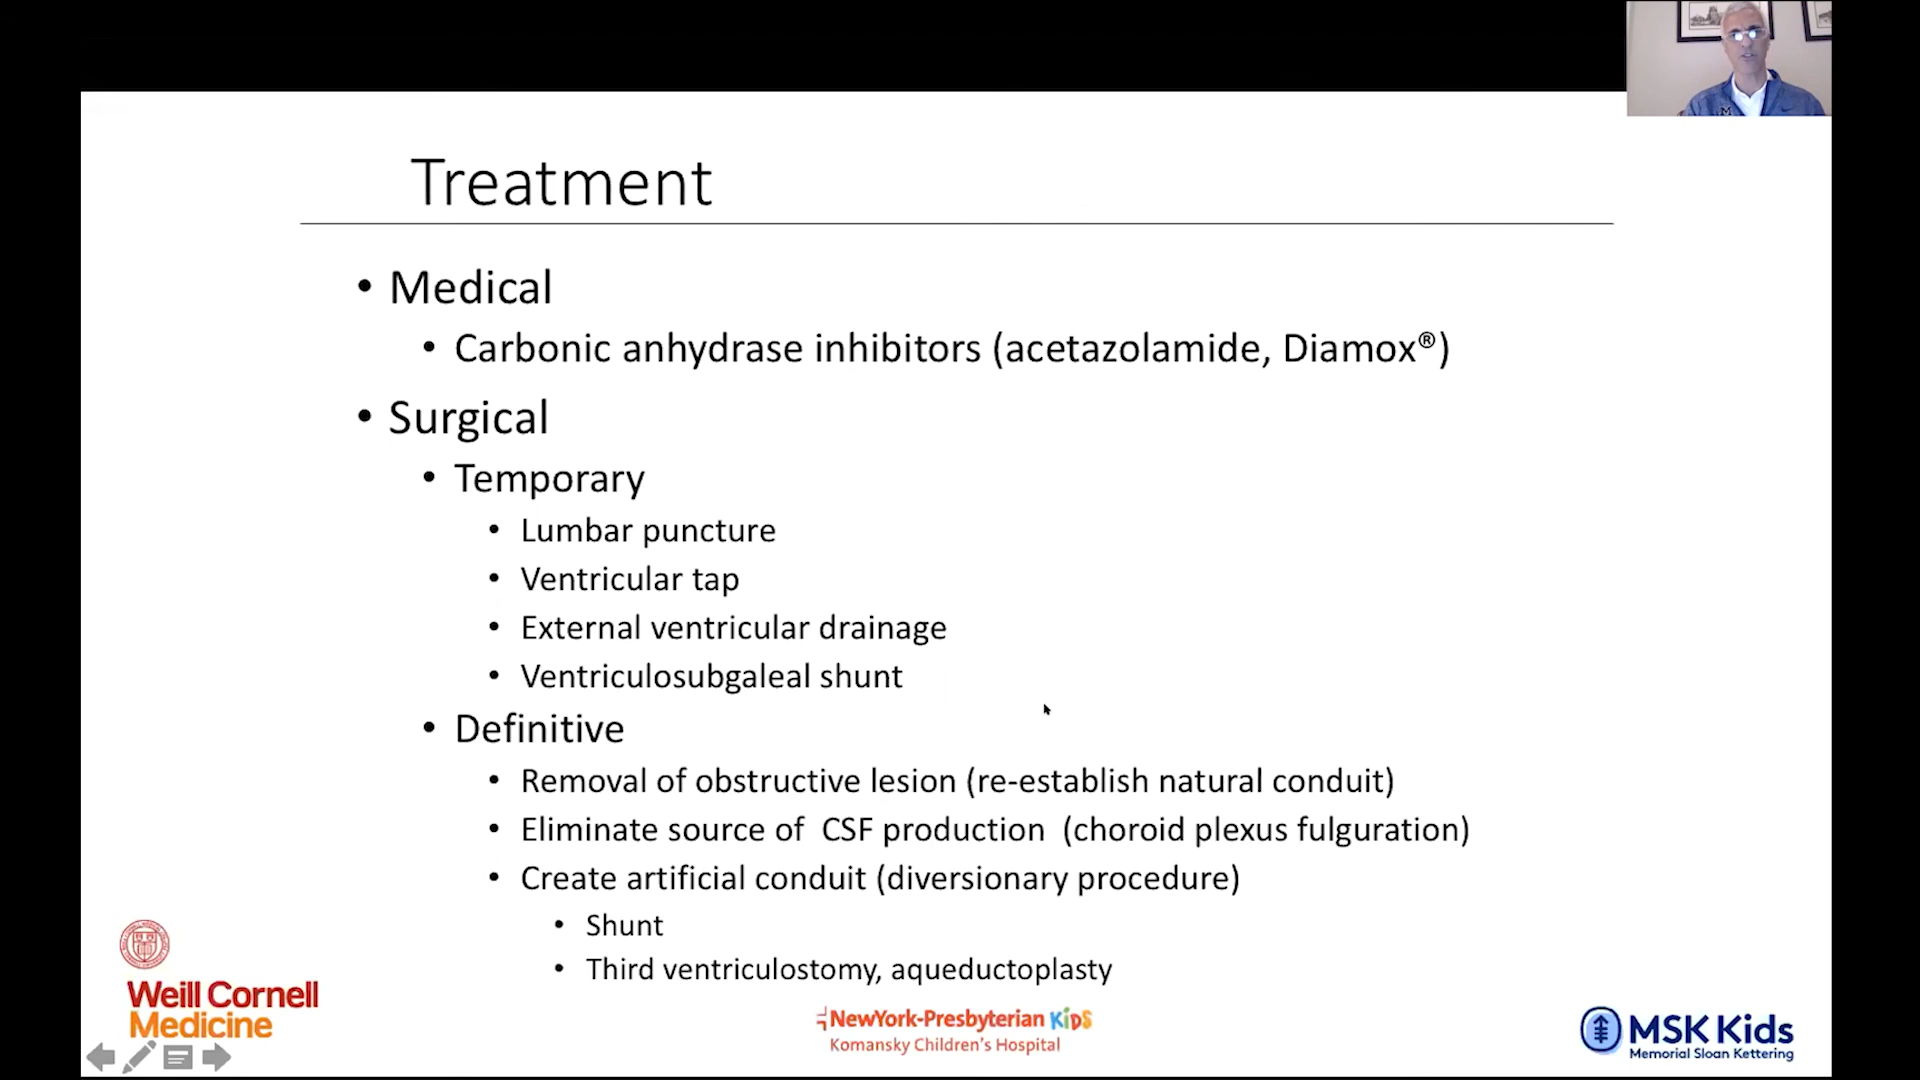 Treatment
• Medical
• Carbonic anhydrase inhibitors (acetazolamide, Diamox®)
• Surgical
• Temporary
• Lumbar puncture
• Ventricular tap
• External ventricular drainage
• Ventriculosubgaleal shunt
• Definitive
• Removal of obstructive lesion (re-establish natural conduit)
• Eliminate source of CSF production (choroid plexus fulguration)
• Create artificial conduit (diversionary procedure)
• Shunt
• Third ventriculostomy, aqueductoplasty
Weill Cornell
Medicine
NewYork-Presbyterian KiDS
Komansky Children's Hospital
MSK Kids
Memorial Sloan Kettering
M